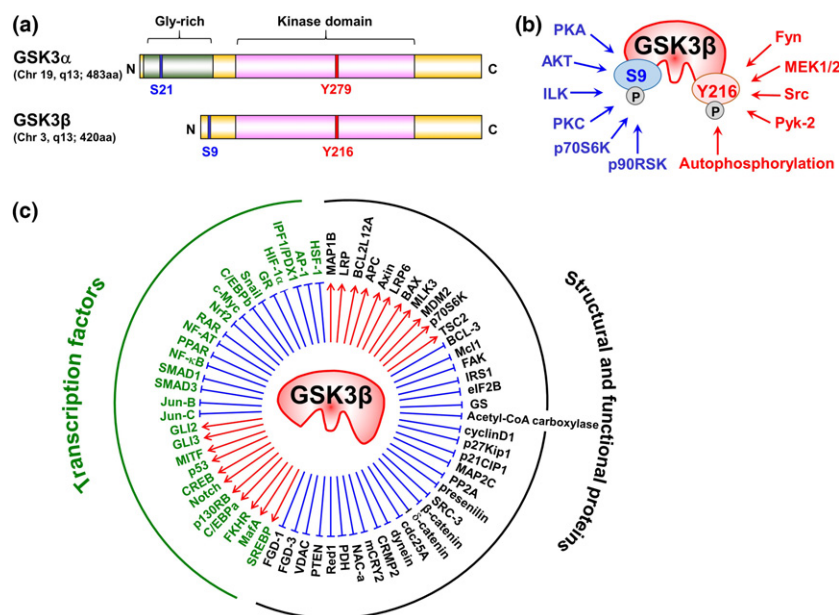 (a)
Gly-rich
Kinase domain
GSK3α
(Chr 19, q13; 483aa)
N
C
S21
Y279
GSK3β
(Chr 3, q13; 420aa)
N
C
S9
Y216
(b)
PKA
AKT
ILK
PKC
p70S6K
p90RSK
GSK3β
S9
P
Y216
P
Fyn
MEK1/2
Src
Pyk-2
Autophosphorylation
(c)
Transcription factors
Structural and functional proteins
GSK3β
MAP1B
LRP
BCL2L12A
APC
Axin
LRP6
BAX
MLK3
MDM2
p70S6K
TSC2
BCL-3
Mcl1
FAK
IRS1
eIF2B
GS
Acetyl-CoA carboxylase
cyclinD1
p27Kip1
p21CIP1
MAP2C
PP2A
presenilin
SRC-3
β-catenin
δ-catenin
cdc25A
dynein
CRMP2
mCRY2
NAC-a
PDH
Red1
PTEN
VDAC
FGD-3
FGD-1
SREBP
MafA
FKHR
C/EBPa
p130RB
Notch
CREB
p53
MITF
GLI3
GLI2
Jun-C
Jun-B
SMAD3
SMAD1
NF-κB
PPAR
NF-AT
RAR
Nrf2
c-Myc
C/EBPb
Snail
GR
HIF-1α
IPF1/PDX1
AP-1
HSF-1